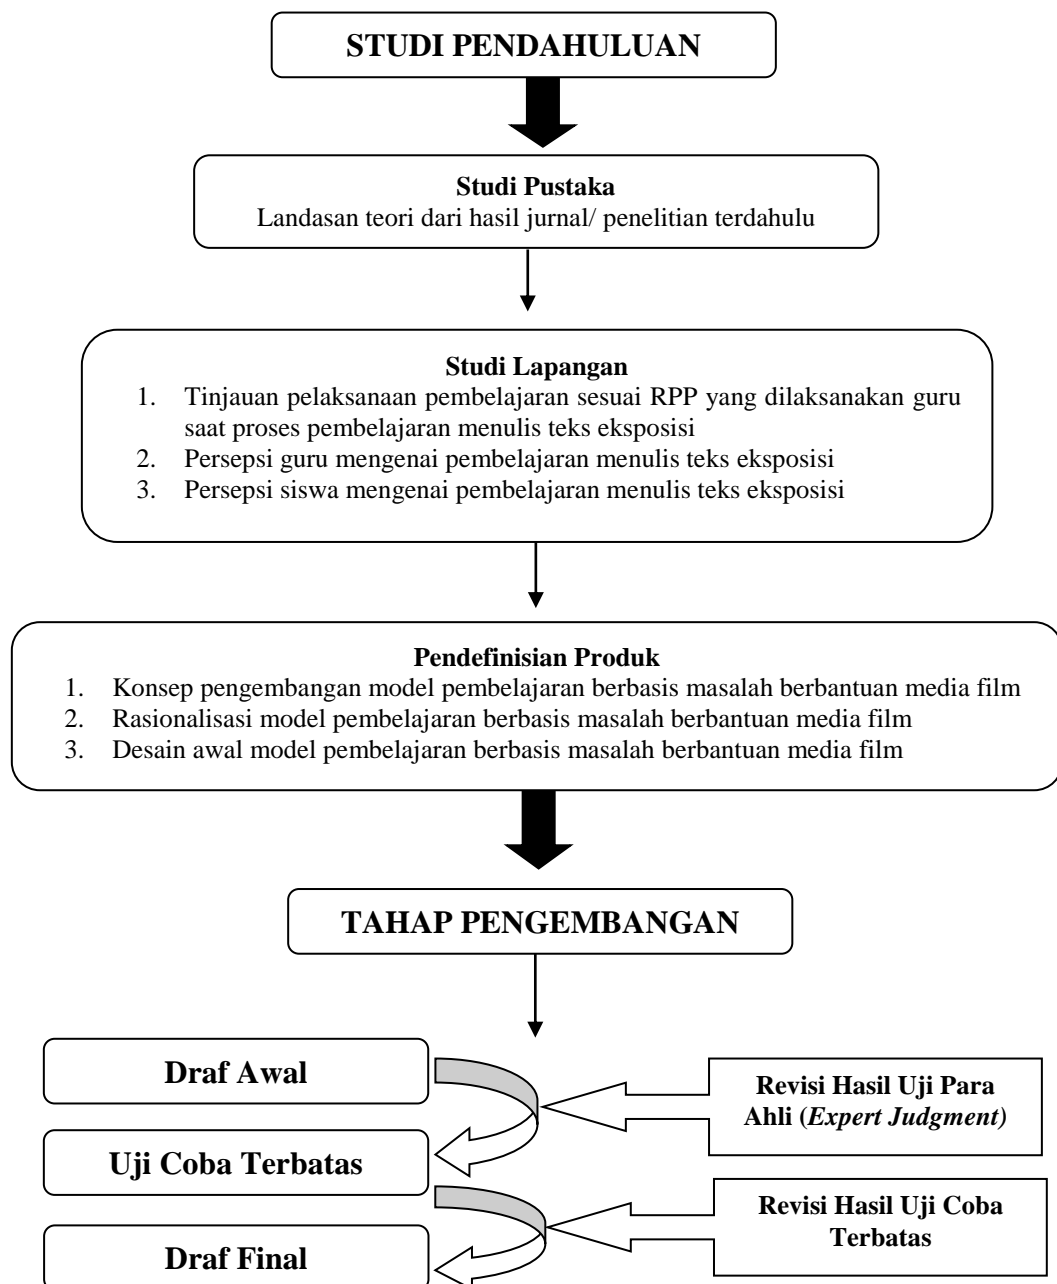 STUDI PENDAHULUAN
Studi Pustaka
Landasan teori dari hasil jurnal/ penelitian terdahulu
Studi Lapangan
1. Tinjauan pelaksanaan pembelajaran sesuai RPP yang dilaksanakan guru
saat proses pembelajaran menulis teks eksposisi
2. Persepsi guru mengenai pembelajaran menulis teks eksposisi
3. Persepsi siswa mengenai pembelajaran menulis teks eksposisi
Pendefinisian Produk
1. Konsep pengembangan model pembelajaran berbasis masalah berbantuan media film
2. Rasionalisasi model pembelajaran berbasis masalah berbantuan media film
3. Desain awal model pembelajaran berbasis masalah berbantuan media film
TAHAP PENGEMBANGAN
Draf Awal
Revisi Hasil Uji Para
Ahli (Expert Judgment)
Uji Coba Terbatas
Revisi Hasil Uji Coba
Terbatas
Draf Final